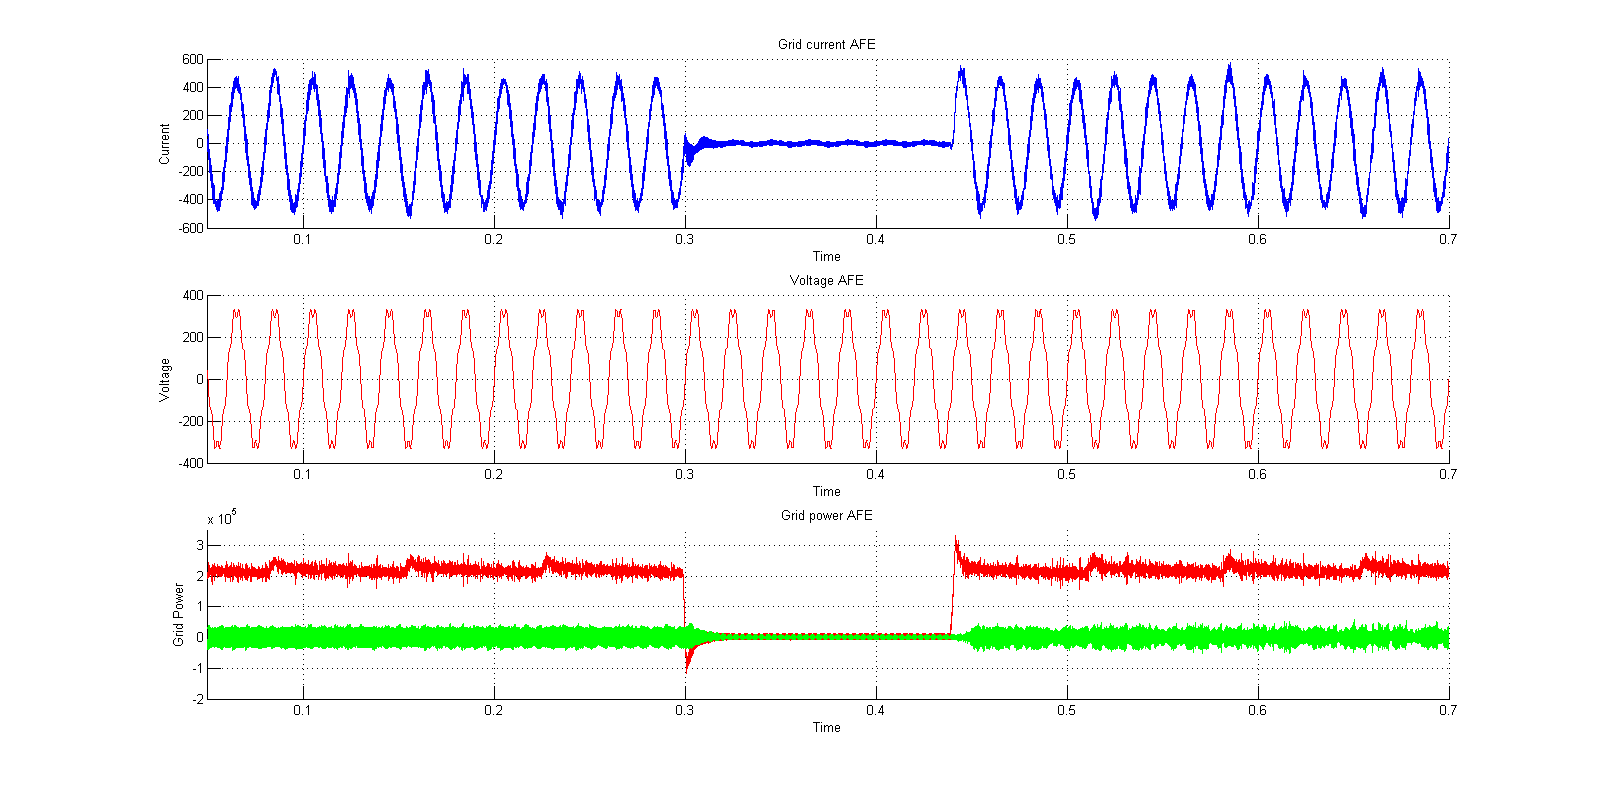 Grid current AFE
600
400
200
0
-200
-400
-600
Current
0.1 0.2 0.3 0.4 0.5 0.6 0.7
Time
Voltage AFE
400
200
0
-200
-400
Voltage
0.1 0.2 0.3 0.4 0.5 0.6 0.7
Time
Grid power AFE
x 10^5
3
2
1
0
-1
-2
Grid Power
0.1 0.2 0.3 0.4 0.5 0.6 0.7
Time